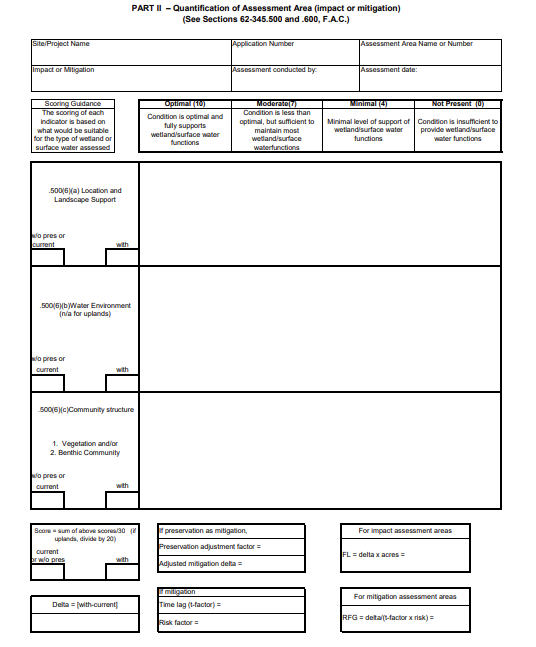 PART II – Quantification of Assessment Area (impact or mitigation)
(See Sections 62-345.500 and .600, F.A.C.)
Site/Project Name
Application Number
Assessment Area Name or Number
Impact or Mitigation
Assessment conducted by:
Assessment date:
Scoring Guidance
The scoring of each
indicator is based on
what would be suitable
for the type of wetland or
surface water assessed
Optimal (10)
Condition is optimal and
fully supports
wetland/surface water
functions
Moderate(7)
Condition is less than
optimal, but sufficient to
maintain most
wetland/surface
waterfunctions
Minimal (4)
Minimal level of support of
wetland/surface water
functions
Not Present (0)
Condition is insufficient to
provide wetland/surface
water functions
.500(6)(a) Location and
Landscape Support
w/o pres or
current
with
.500(6)(b)Water Environment
(n/a for uplands)
w/o pres or
current
with
.500(6)(c)Community structure
1. Vegetation and/or
2. Benthic Community
w/o pres or
current
with
Score = sum of above scores/30 (if
uplands, divide by 20)
current
or w/o pres
with
If preservation as mitigation,
Preservation adjustment factor =
Adjusted mitigation delta =
For impact assessment areas
FL = delta x acres =
Delta = [with-current]
If mitigation
Time lag (t-factor) =
Risk factor =
For mitigation assessment areas
RFG = delta/(t-factor x risk) =